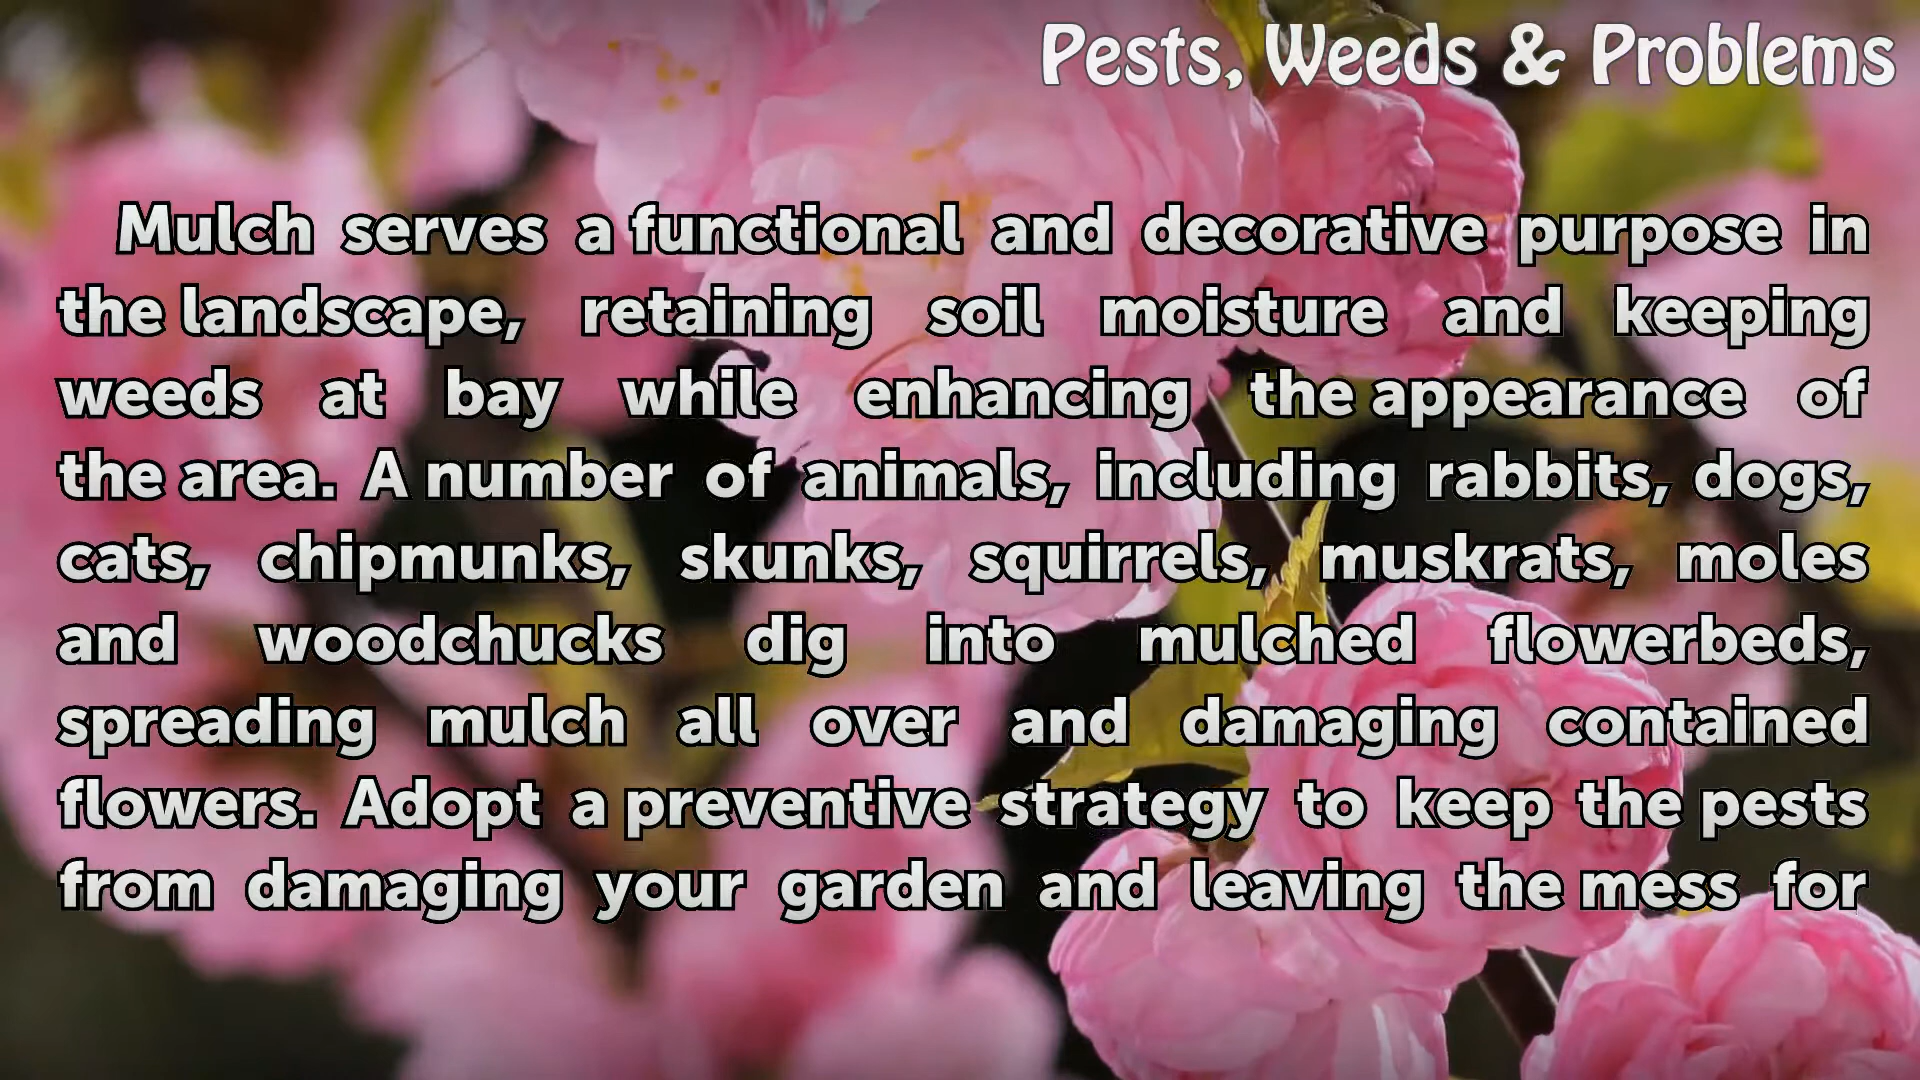 Pests, Weeds & Problems
Mulch serves a functional and decorative purpose in
the landscape, retaining soil moisture and keeping
weeds at bay while enhancing the appearance of
the area. A number of animals, including rabbits, dogs,
cats, chipmunks, skunks, squirrels, muskrats, moles
and woodchucks dig into mulched flowerbeds,
spreading mulch all over and damaging contained
flowers. Adopt a preventive strategy to keep the pests
from damaging your garden and leaving the mess for